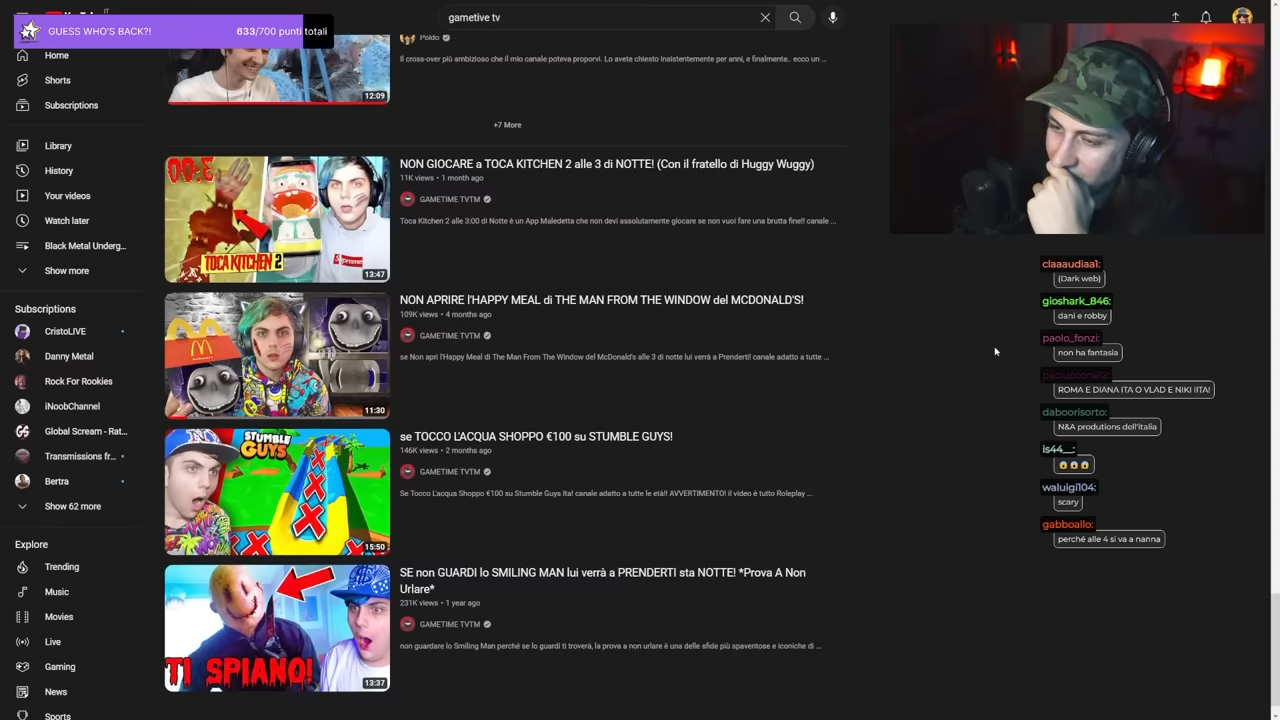 gametive tv
GUESS WHO'S BACK?!
633/700 punti totali
Home
Shorts
Subscriptions
Library
History
Your videos
Watch later
Black Metal Underg...
Show more
Subscriptions
CristoLIVE
Danny Metal
Rock For Rookies
iNoobChannel
Global Scream - Rat...
Transmissions fr...
Bertra
Show 62 more
Explore
Trending
Music
Movies
Live
Gaming
News
Sports
12:09
Poldo
Il cross-over più ambizioso che il mio canale poteva proporvi. Lo avete chiesto insistentemente per anni, e finalmente.. ecco un ...
+7 More
TOCA KITCHEN 2
Supreme
13:47
NON GIOCARE a TOCA KITCHEN 2 alle 3 di NOTTE! (Con il fratello di Huggy Wuggy)
11K views • 1 month ago
GAMETIME TVTM
Toca Kitchen 2 alle 3:00 di Notte è un App Maledetta che non devi assolutamente giocare se non vuoi fare una brutta fine!! canale ...
McDonald's
11:30
NON APRIRE l'HAPPY MEAL di THE MAN FROM THE WINDOW del MCDONALD'S!
109K views • 4 months ago
GAMETIME TVTM
se Non apri l'Happy Meal di The Man From The Window del McDonald's alle 3 di notte lui verrà a Prenderti! canale adatto a tutte ...
STUMBLE GUYS
15:50
se TOCCO L'ACQUA SHOPPO €100 su STUMBLE GUYS!
146K views • 2 months ago
GAMETIME TVTM
Se Tocco L'acqua Shoppo €100 su Stumble Guys Ita! canale adatto a tutte le età!! AVVERTIMENTO! il video è tutto Roleplay ...
TI SPIANO!
13:37
SE non GUARDI lo SMILING MAN lui verrà a PRENDERTI sta NOTTE! *Prova A Non
Urlare*
231K views • 1 year ago
GAMETIME TVTM
non guardare lo Smiling Man perché se lo guardi ti troverà, la prova a non urlare è una delle sfide più spaventose e iconiche di ...
claaaudiaa1:
(Dark web)
gioshark_846:
dani e robby
paolo_fonzi:
non ha fantasia
ROMA E DIANA ITA O VLAD E NIKI IITA!
daboorisorto:
N&A produtions dell'italia
is44__:
😱😱😱
waluigi104:
scary
gabboallo:
perché alle 4 si va a nanna